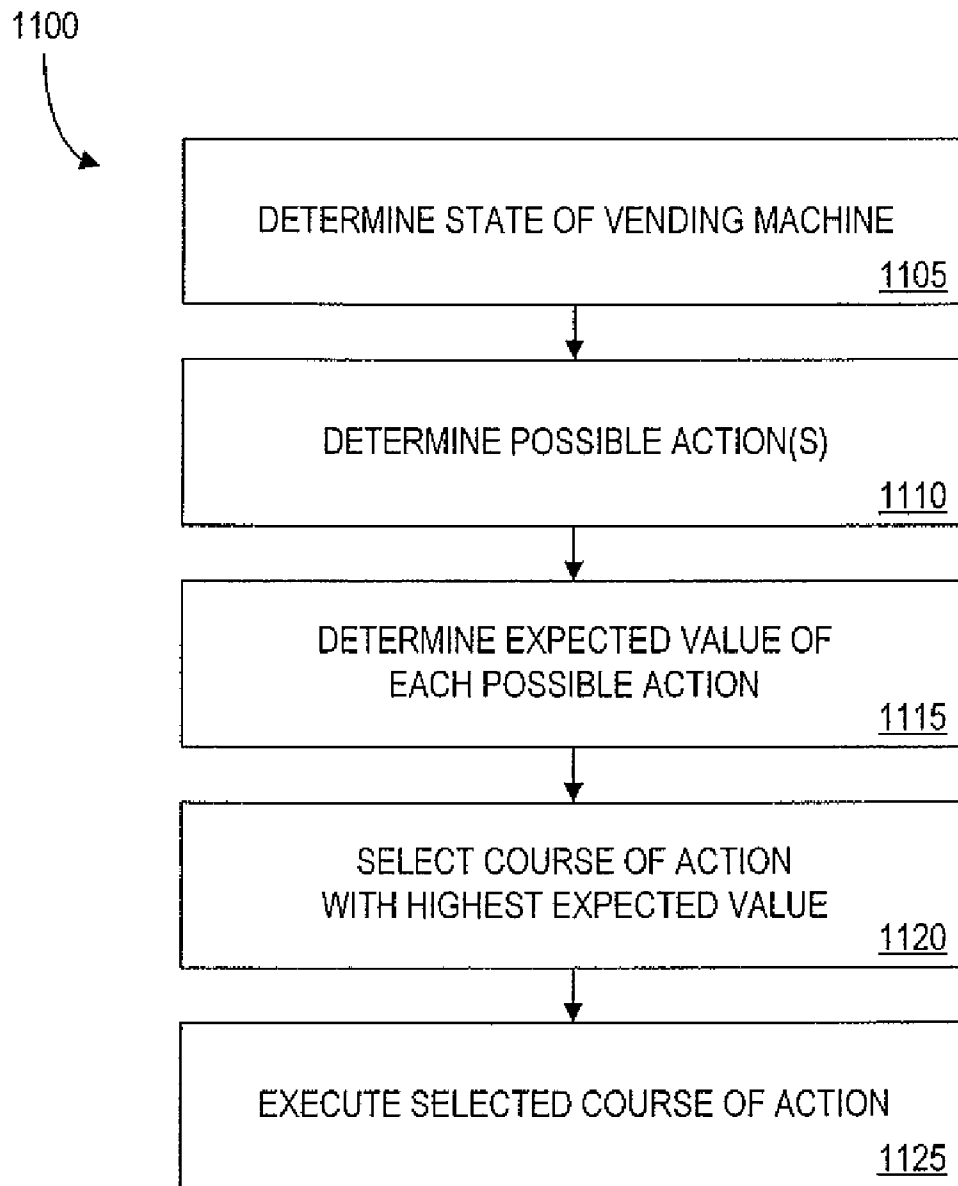 1100
DETERMINE STATE OF VENDING MACHINE
1105
DETERMINE POSSIBLE ACTION(S)
1110
DETERMINE EXPECTED VALUE OF
EACH POSSIBLE ACTION
1115
SELECT COURSE OF ACTION
WITH HIGHEST EXPECTED VALUE
1120
EXECUTE SELECTED COURSE OF ACTION
1125